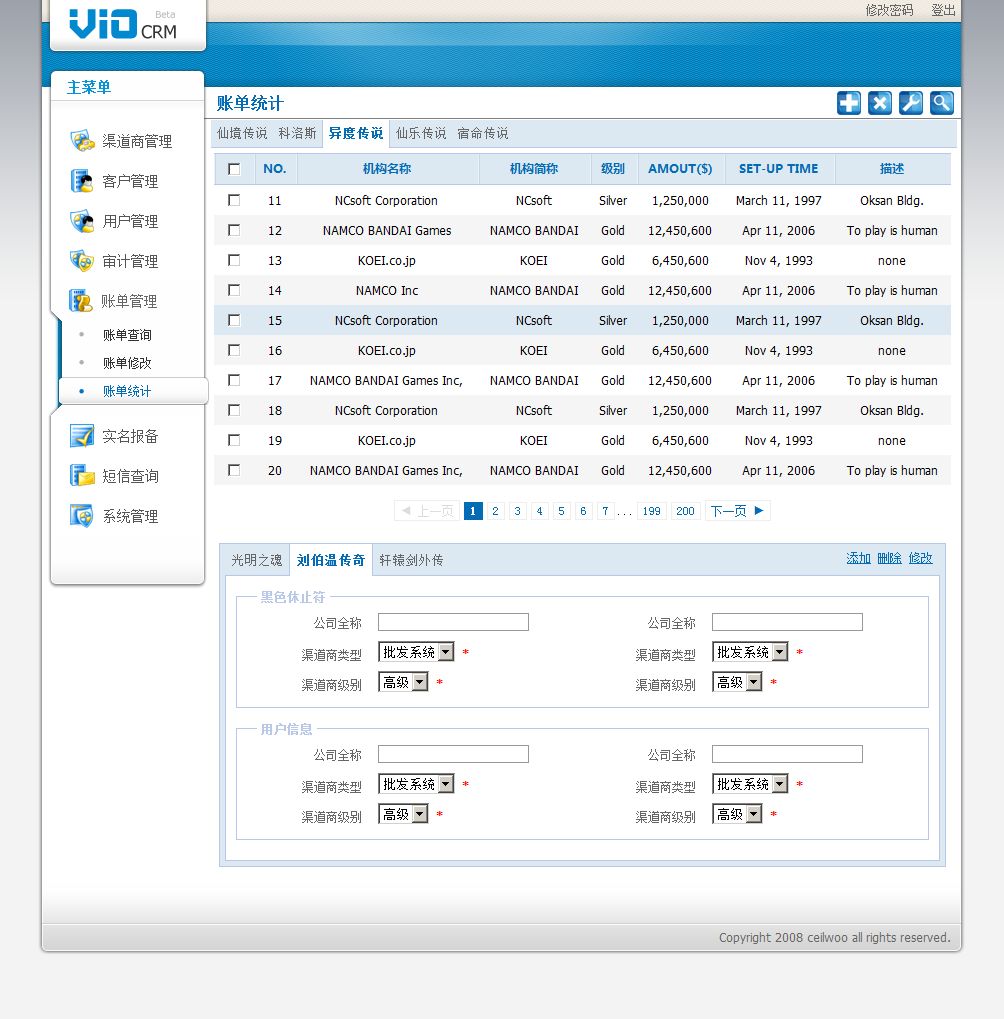 修改密码 登出
ViO Beta CRM
主菜单
渠道商管理
客户管理
用户管理
审计管理
账单管理
账单查询
账单修改
账单统计
实名报备
短信查询
系统管理
账单统计
仙境传说 科洛斯 异度传说 仙乐传说 宿命传说
NO. 机构名称 机构简称 级别 AMOUT($) SET-UP TIME 描述
11 NCsoft Corporation NCsoft Silver 1,250,000 March 11, 1997 Oksan Bldg.
12 NAMCO BANDAI Games NAMCO BANDAI Gold 12,450,600 Apr 11, 2006 To play is human
13 KOEI.co.jp KOEI Gold 6,450,600 Nov 4, 1993 none
14 NAMCO Inc NAMCO BANDAI Gold 12,450,600 Apr 11, 2006 To play is human
15 NCsoft Corporation NCsoft Silver 1,250,000 March 11, 1997 Oksan Bldg.
16 KOEI.co.jp KOEI Gold 6,450,600 Nov 4, 1993 none
17 NAMCO BANDAI Games Inc, NAMCO BANDAI Gold 12,450,600 Apr 11, 2006 To play is human
18 NCsoft Corporation NCsoft Silver 1,250,000 March 11, 1997 Oksan Bldg.
19 KOEI.co.jp KOEI Gold 6,450,600 Nov 4, 1993 none
20 NAMCO BANDAI Games Inc, NAMCO BANDAI Gold 12,450,600 Apr 11, 2006 To play is human
◀ 上一页 1 2 3 4 5 6 7 ... 199 200 下一页 ▶
光明之魂 刘伯温传奇 轩辕剑外传 添加 删除 修改
黑色休止符
公司全称 公司全称
渠道商类型 批发系统 * 渠道商类型 批发系统 *
渠道商级别 高级 * 渠道商级别 高级 *
用户信息
公司全称 公司全称
渠道商类型 批发系统 * 渠道商类型 批发系统 *
渠道商级别 高级 * 渠道商级别 高级 *
Copyright 2008 ceilwoo all rights reserved.